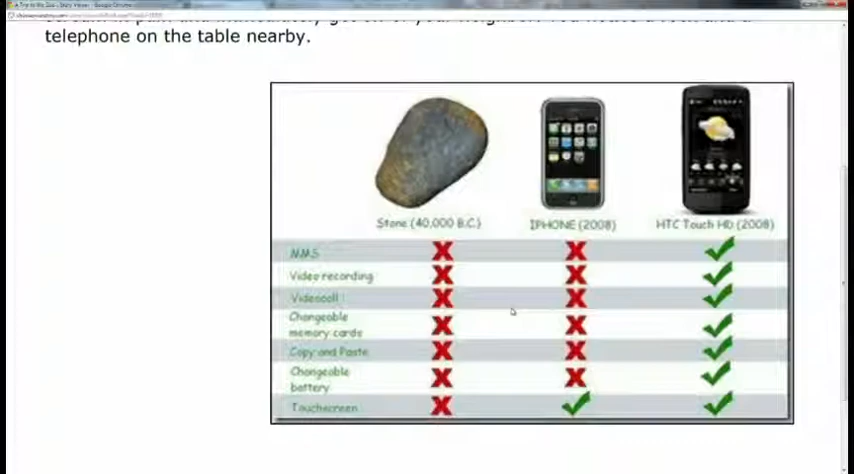 telephone on the table nearby.
Stone (40,000 B.C.) IPHONE (2008) HTC Touch HD (2008)
MMS X X
Video recording X X
Videocall X X
Changeable
memory cards X X
Copy and Paste X X
Changeable
battery X X
Touchscreen X